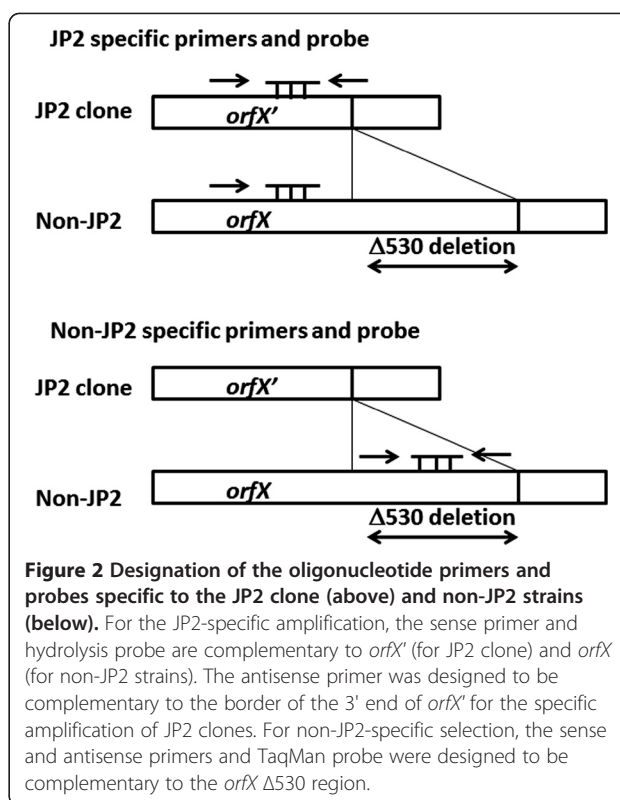 JP2 specific primers and probe
JP2 clone
orfX'
Non-JP2
orfX
Δ530 deletion
Non-JP2 specific primers and probe
JP2 clone
orfX'
Non-JP2
orfX
Δ530 deletion
Figure 2 Designation of the oligonucleotide primers and
probes specific to the JP2 clone (above) and non-JP2 strains
(below). For the JP2-specific amplification, the sense primer and
hydrolysis probe are complementary to orfX' (for JP2 clone) and orfX
(for non-JP2 strains). The antisense primer was designed to be
complementary to the border of the 3' end of orfX' for the specific
amplification of JP2 clones. For non-JP2-specific selection, the sense
and antisense primers and TaqMan probe were designed to be
complementary to the orfX Δ530 region.